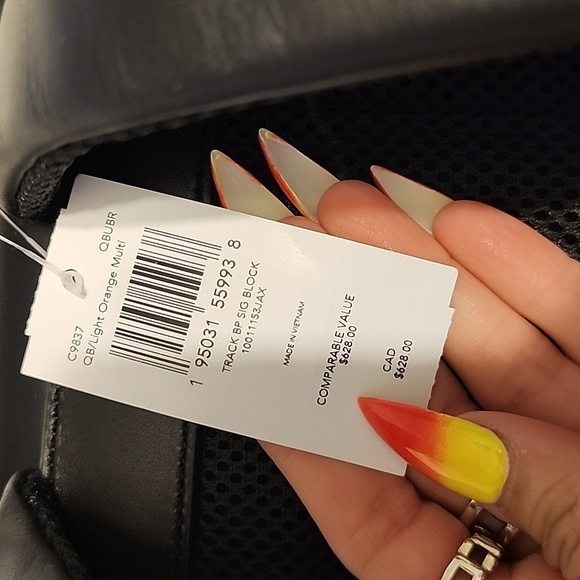 C9837 QBUBR
QB/Light Orange Multi
1 95031 55993 8
TRACK BP SIG BLOCK
10011153JAX
MADE IN VIETNAM
COMPARABLE VALUE
$628.00
CAD
$628.00